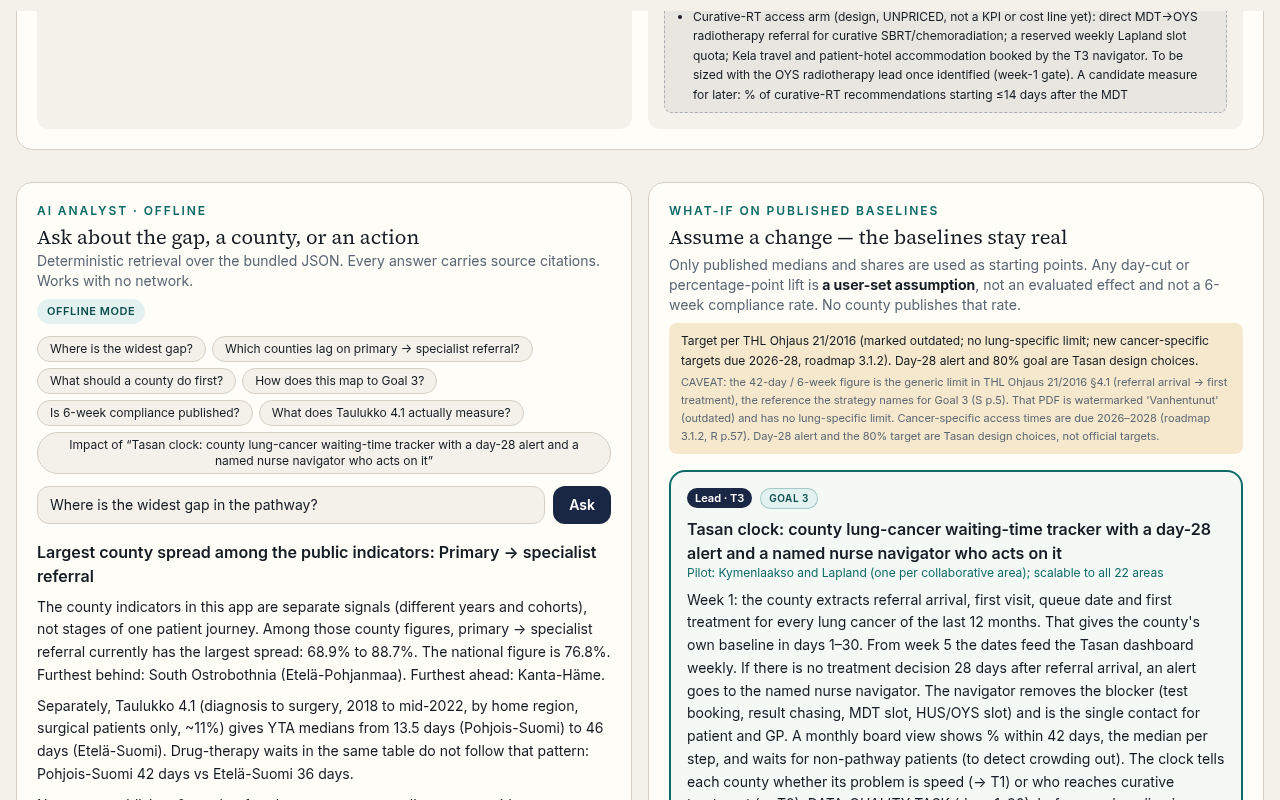 • Curative-RT access arm (design, UNPRICED, not a KPI or cost line yet): direct MDT→OYS
radiotherapy referral for curative SBRT/chemoradiation; a reserved weekly Lapland slot
quota; Kela travel and patient-hotel accommodation booked by the T3 navigator. To be
sized with the OYS radiotherapy lead once identified (week-1 gate). A candidate measure
for later: % of curative-RT recommendations starting ≤14 days after the MDT
AI ANALYST · OFFLINE
Ask about the gap, a county, or an action
Deterministic retrieval over the bundled JSON. Every answer carries source citations.
Works with no network.
OFFLINE MODE
Where is the widest gap?
Which counties lag on primary → specialist referral?
What should a county do first?
How does this map to Goal 3?
Is 6-week compliance published?
What does Taulukko 4.1 actually measure?
Impact of “Tasan clock: county lung-cancer waiting-time tracker with a day-28 alert and a
named nurse navigator who acts on it”
Where is the widest gap in the pathway?
Ask
Largest county spread among the public indicators: Primary → specialist
referral
The county indicators in this app are separate signals (different years and cohorts),
not stages of one patient journey. Among those county figures, primary → specialist
referral currently has the largest spread: 68.9% to 88.7%. The national figure is 76.8%.
Furthest behind: South Ostrobothnia (Etelä-Pohjanmaa). Furthest ahead: Kanta-Häme.
Separately, Taulukko 4.1 (diagnosis to surgery, 2018 to mid-2022, by home region,
surgical patients only, ~11%) gives YTA medians from 13.5 days (Pohjois-Suomi) to 46
days (Etelä-Suomi). Drug-therapy waits in the same table do not follow that pattern:
Pohjois-Suomi 42 days vs Etelä-Suomi 36 days.
WHAT-IF ON PUBLISHED BASELINES
Assume a change — the baselines stay real
Only published medians and shares are used as starting points. Any day-cut or
percentage-point lift is a user-set assumption, not an evaluated effect and not a 6-
week compliance rate. No county publishes that rate.
Target per THL Ohjaus 21/2016 (marked outdated; no lung-specific limit; new cancer-specific
targets due 2026-28, roadmap 3.1.2). Day-28 alert and 80% goal are Tasan design choices.
CAVEAT: the 42-day / 6-week figure is the generic limit in THL Ohjaus 21/2016 §4.1 (referral arrival → first
treatment), the reference the strategy names for Goal 3 (S p.5). That PDF is watermarked 'Vanhentunut'
(outdated) and has no lung-specific limit. Cancer-specific access times are due 2026–2028 (roadmap
3.1.2, R p.57). Day-28 alert and the 80% target are Tasan design choices, not official targets.
Lead · T3
GOAL 3
Tasan clock: county lung-cancer waiting-time tracker with a day-28
alert and a named nurse navigator who acts on it
Pilot: Kymenlaakso and Lapland (one per collaborative area); scalable to all 22 areas
Week 1: the county extracts referral arrival, first visit, queue date and first
treatment for every lung cancer of the last 12 months. That gives the county's
own baseline in days 1–30. From week 5 the dates feed the Tasan dashboard
weekly. If there is no treatment decision 28 days after referral arrival, an alert
goes to the named nurse navigator. The navigator removes the blocker (test
booking, result chasing, MDT slot, HUS/OYS slot) and is the single contact for
patient and GP. A monthly board view shows % within 42 days, the median per
step, and waits for non-pathway patients (to detect crowding out). The clock tells
each county whether its problem is speed (→ T1) or who reaches curative